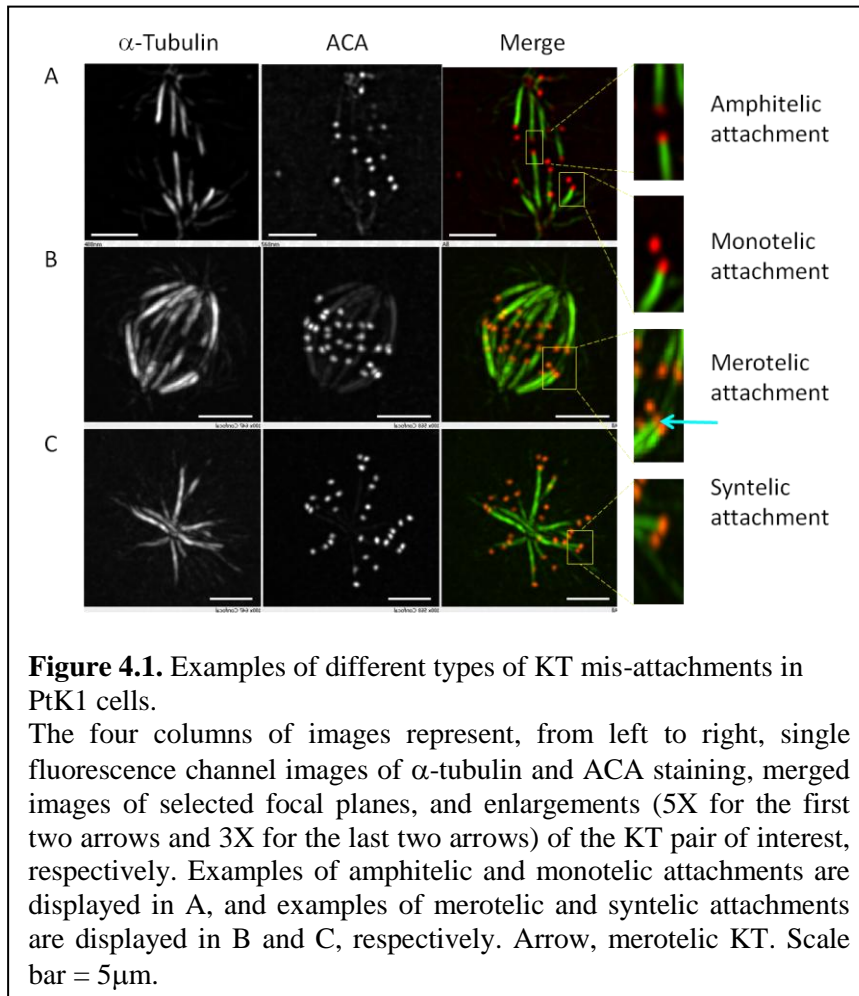 α-Tubulin ACA Merge
A
Amphitelic
attachment
Monotelic
attachment
B
Merotelic
attachment
C
Syntelic
attachment
Figure 4.1. Examples of different types of KT mis-attachments in
PtK1 cells.
The four columns of images represent, from left to right, single
fluorescence channel images of α-tubulin and ACA staining, merged
images of selected focal planes, and enlargements (5X for the first
two arrows and 3X for the last two arrows) of the KT pair of interest,
respectively. Examples of amphitelic and monotelic attachments are
displayed in A, and examples of merotelic and syntelic attachments
are displayed in B and C, respectively. Arrow, merotelic KT. Scale
bar = 5μm.